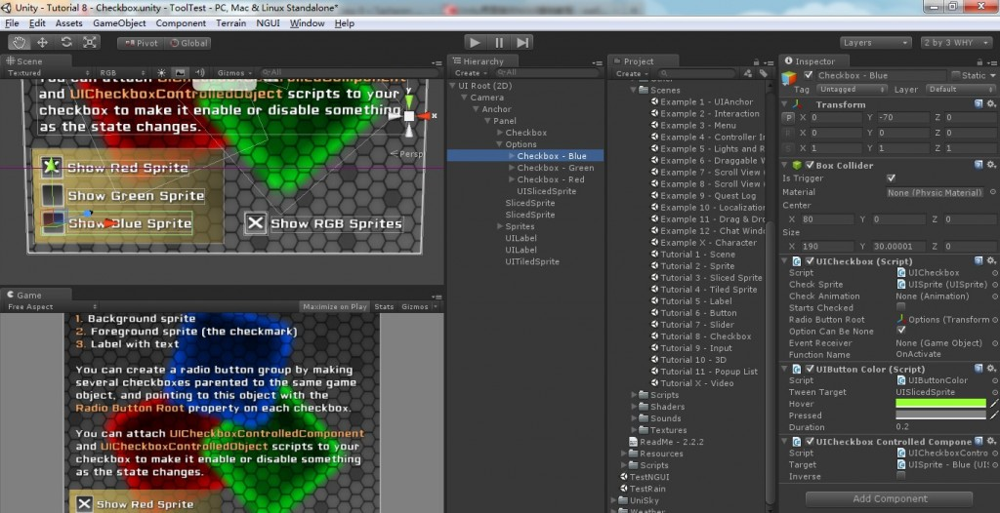 Unity - Tutorial 8 - Checkbox.unity - ToolTest - PC, Mac & Linux Standalone*
File Edit Assets GameObject Component Terrain NGUI Window Help
Pivot Global Layers 2 by 3 WHY
Scene
Textured RGB Gizmos All
and UICheckboxControlledObject scripts to your
checkbox to make it enable or disable something
as the state changes.
Persp
Show Red Sprite
Show Green Sprite
Show Blue Sprite
Show RGB Sprites
Game
Free Aspect Maximize on Play Stats Gizmos
1. Background sprite
2. Foreground sprite (the checkmark)
3. Label with text
You can create a radio button group by making
several checkboxes parented to the same game
object, and pointing to this object with the
Radio Button Root property on each checkbox.
You can attach UICheckboxControlledComponent
and UICheckboxControlledObject scripts to your
checkbox to make it enable or disable something
as the state changes.
Show Red Sprite
Hierarchy
Create All
UI Root (2D)
Camera
Anchor
Panel
Checkbox
Options
Checkbox - Blue
Checkbox - Green
Checkbox - Red
UISlicedSprite
SlicedSprite
SlicedSprite
Sprites
UILabel
UILabel
UITiledSprite
Project
Create
Scenes
Example 1 - UIAnchor
Example 2 - Interaction
Example 3 - Menu
Example 4 - Controller In
Example 5 - Lights and R
Example 6 - Draggable W
Example 7 - Scroll View
Example 8 - Scroll View
Example 9 - Quest Log
Example 10 - Localization
Example 11 - Drag & Dro
Example 12 - Chat Windo
Example X - Character
Tutorial 1 - Scene
Tutorial 2 - Sprite
Tutorial 3 - Sliced Sprite
Tutorial 4 - Tiled Sprite
Tutorial 5 - Label
Tutorial 6 - Button
Tutorial 7 - Slider
Tutorial 8 - Checkbox
Tutorial 9 - Input
Tutorial 10 - 3D
Tutorial 11 - Popup List
Tutorial X - Video
Scripts
Shaders
Sounds
Textures
ReadMe - 2.2.2
Resources
Scripts
TestNGUI
TestRain
UniSky
Weather
Inspector
Checkbox - Blue Static
Tag Untagged Layer Default
Transform
P X 0 Y -70 Z 0
X 0 Y 0 Z 0
S X 1 Y 1 Z 1
Box Collider
Is Trigger
Material None (Physic Material)
Center
X 80 Y 0 Z 0
Size
X 190 Y 30.00001 Z 0
UICheckbox (Script)
Script UICheckbox
Check Sprite UISprite (UISprite)
Check Animation None (Animation)
Starts Checked
Radio Button Root Options (Transform
Option Can Be None
Event Receiver None (Game Object)
Function Name OnActivate
UIButton Color (Script)
Script UIButtonColor
Tween Target UISlicedSprite
Hover
Pressed
Duration 0.2
UICheckbox Controlled Compone
Script UICheckboxContro
Target UISprite - Blue (UIS
Inverse
Add Component